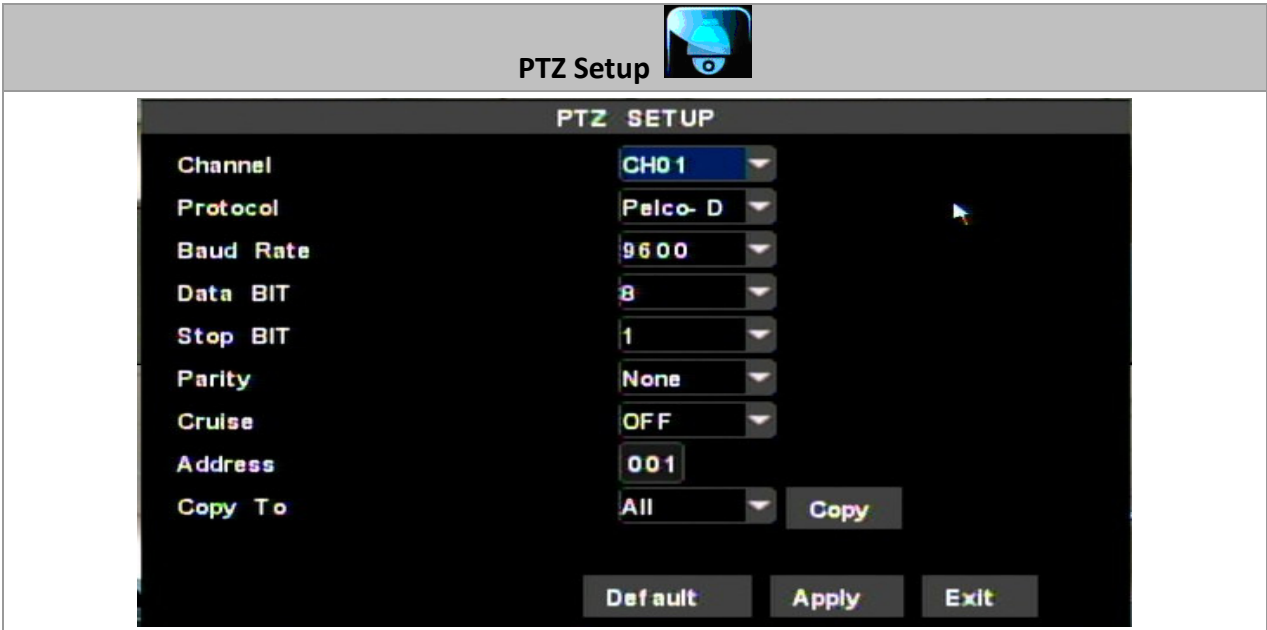 PTZ Setup
PTZ SETUP
Channel CH01
Protocol Pelco- D
Baud Rate 9600
Data BIT 8
Stop BIT 1
Parity None
Cruise OFF
Address 001
Copy To All Copy
Default Apply Exit